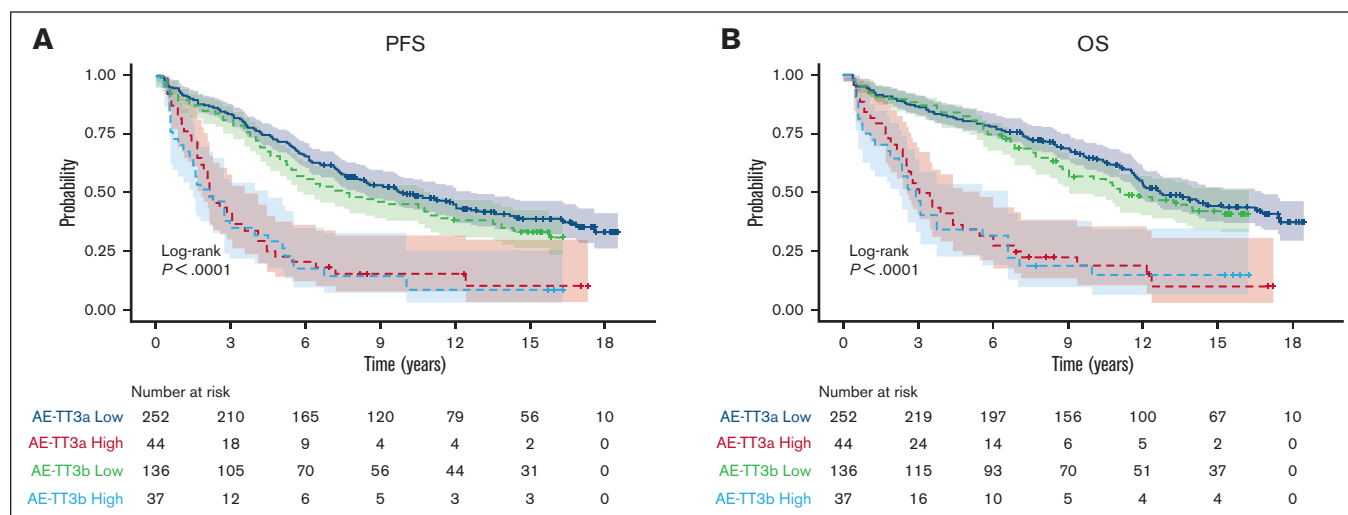 A
PFS
1.00
0.75
0.50
0.25
0.00
Probability
Log-rank
P < .0001
0 3 6 9 12 15 18
Time (years)
Number at risk
AE-TT3a Low 252 210 165 120 79 56 10
AE-TT3a High 44 18 9 4 4 2 0
AE-TT3b Low 136 105 70 56 44 31 0
AE-TT3b High 37 12 6 5 3 3 0
B
OS
1.00
0.75
0.50
0.25
0.00
Probability
Log-rank
P < .0001
0 3 6 9 12 15 18
Time (years)
Number at risk
AE-TT3a Low 252 219 197 156 100 67 10
AE-TT3a High 44 24 14 6 5 2 0
AE-TT3b Low 136 115 93 70 51 37 0
AE-TT3b High 37 16 10 5 4 4 0